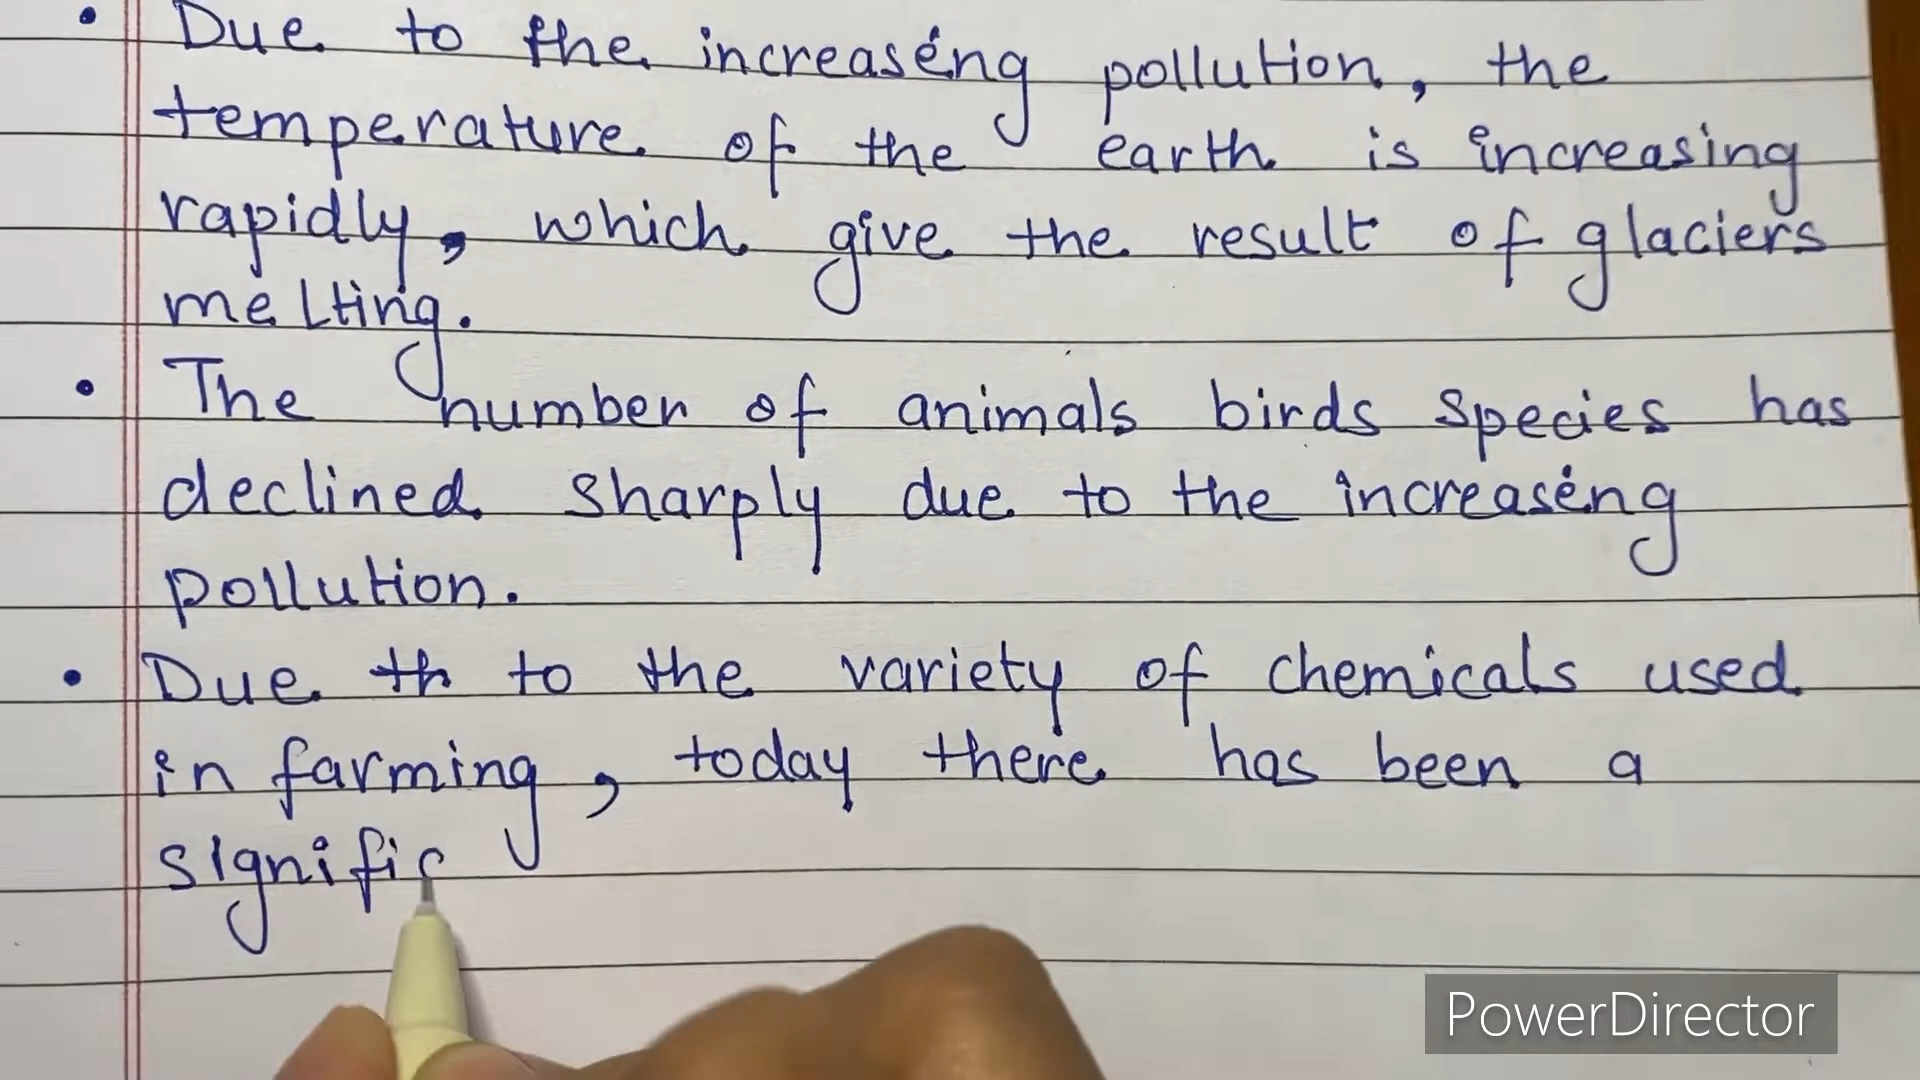 • Due to the increaseng pollution, the
temperature of the earth is increasing
rapidly, which give the result of glaciers
melting.
• The number of animals birds species has
declined sharply due to the increaseng
pollution.
• Due th to the variety of chemicals used
in farming, today there has been a
signific
PowerDirector